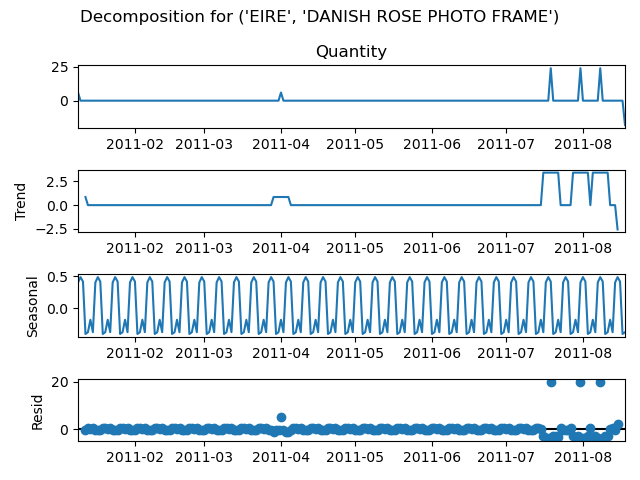 Decomposition for ('EIRE', 'DANISH ROSE PHOTO FRAME')
Quantity
25
0
2011-02 2011-03 2011-04 2011-05 2011-06 2011-07 2011-08
Trend
2.5
0.0
−2.5
2011-02 2011-03 2011-04 2011-05 2011-06 2011-07 2011-08
Seasonal
0.5
0.0
2011-02 2011-03 2011-04 2011-05 2011-06 2011-07 2011-08
Resid
20
0
2011-02 2011-03 2011-04 2011-05 2011-06 2011-07 2011-08